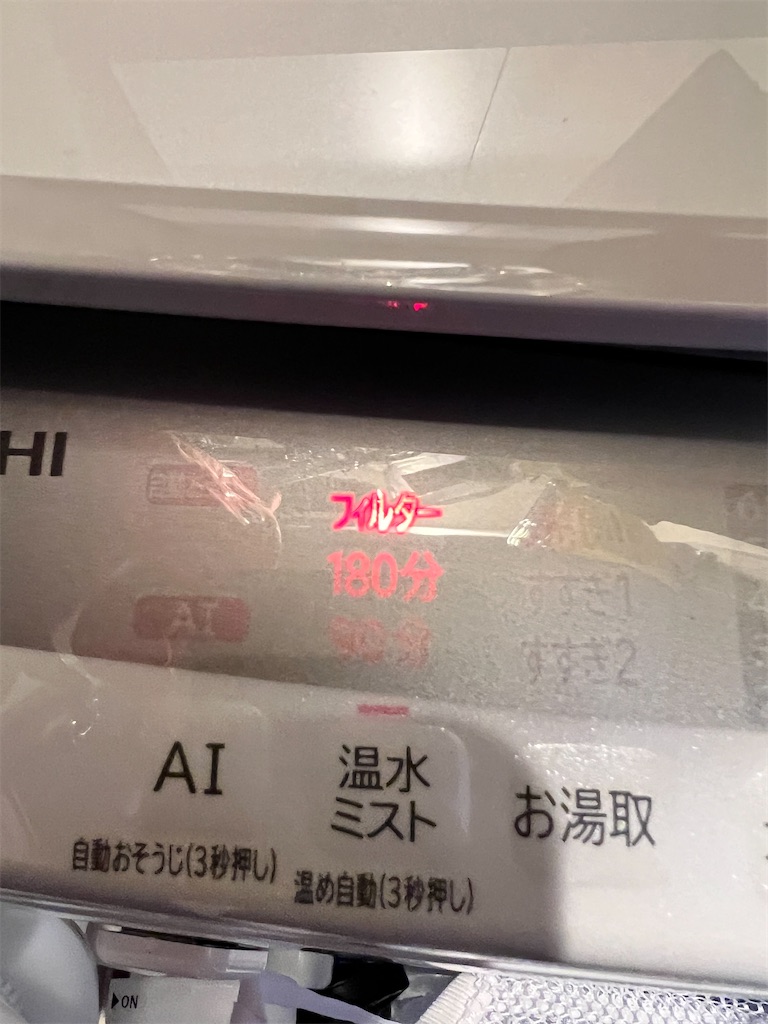 HI
フィルター
180分
AI
すすぎ1
すすぎ2
AI
温水
ミスト
お湯取
自動おそうじ(3秒押し)
温め自動(3秒押し)
▶ON